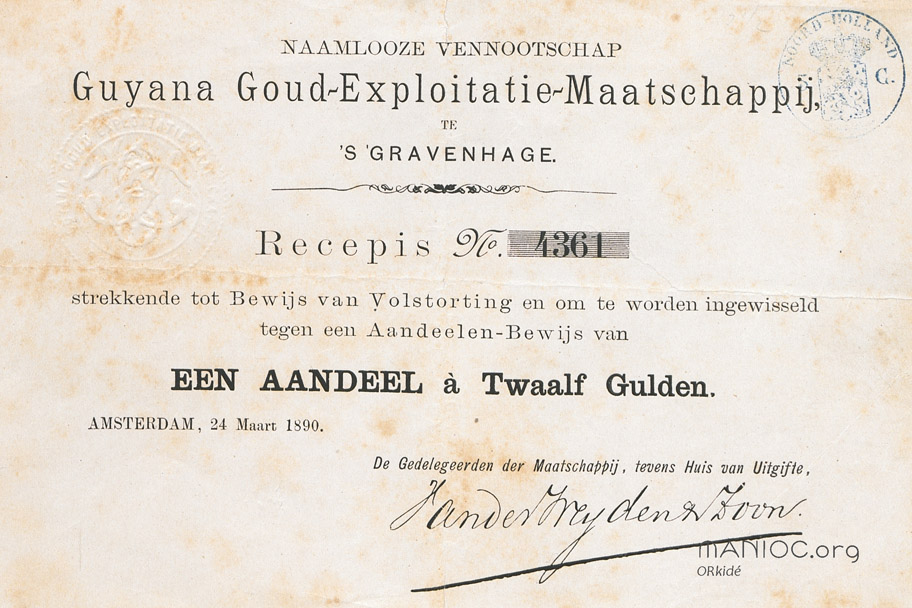 NAAMLOOZE VENNOOTSCHAP
Guyana Goud-Exploitatie-Maatschappij,
TE
'S 'GRAVENHAGE.
NOORD-HOLLAND
C.
Recepis No. 4361
strekkende tot Bewijs van Volstorting en om te worden ingewisseld
tegen een Aandeelen-Bewijs van
EEN AANDEEL à Twaalf Gulden.
AMSTERDAM, 24 Maart 1890.
De Gedelegeerden der Maatschappij, tevens Huis van Uitgifte,
& Zoon.
mANIOC.org
ORkidé